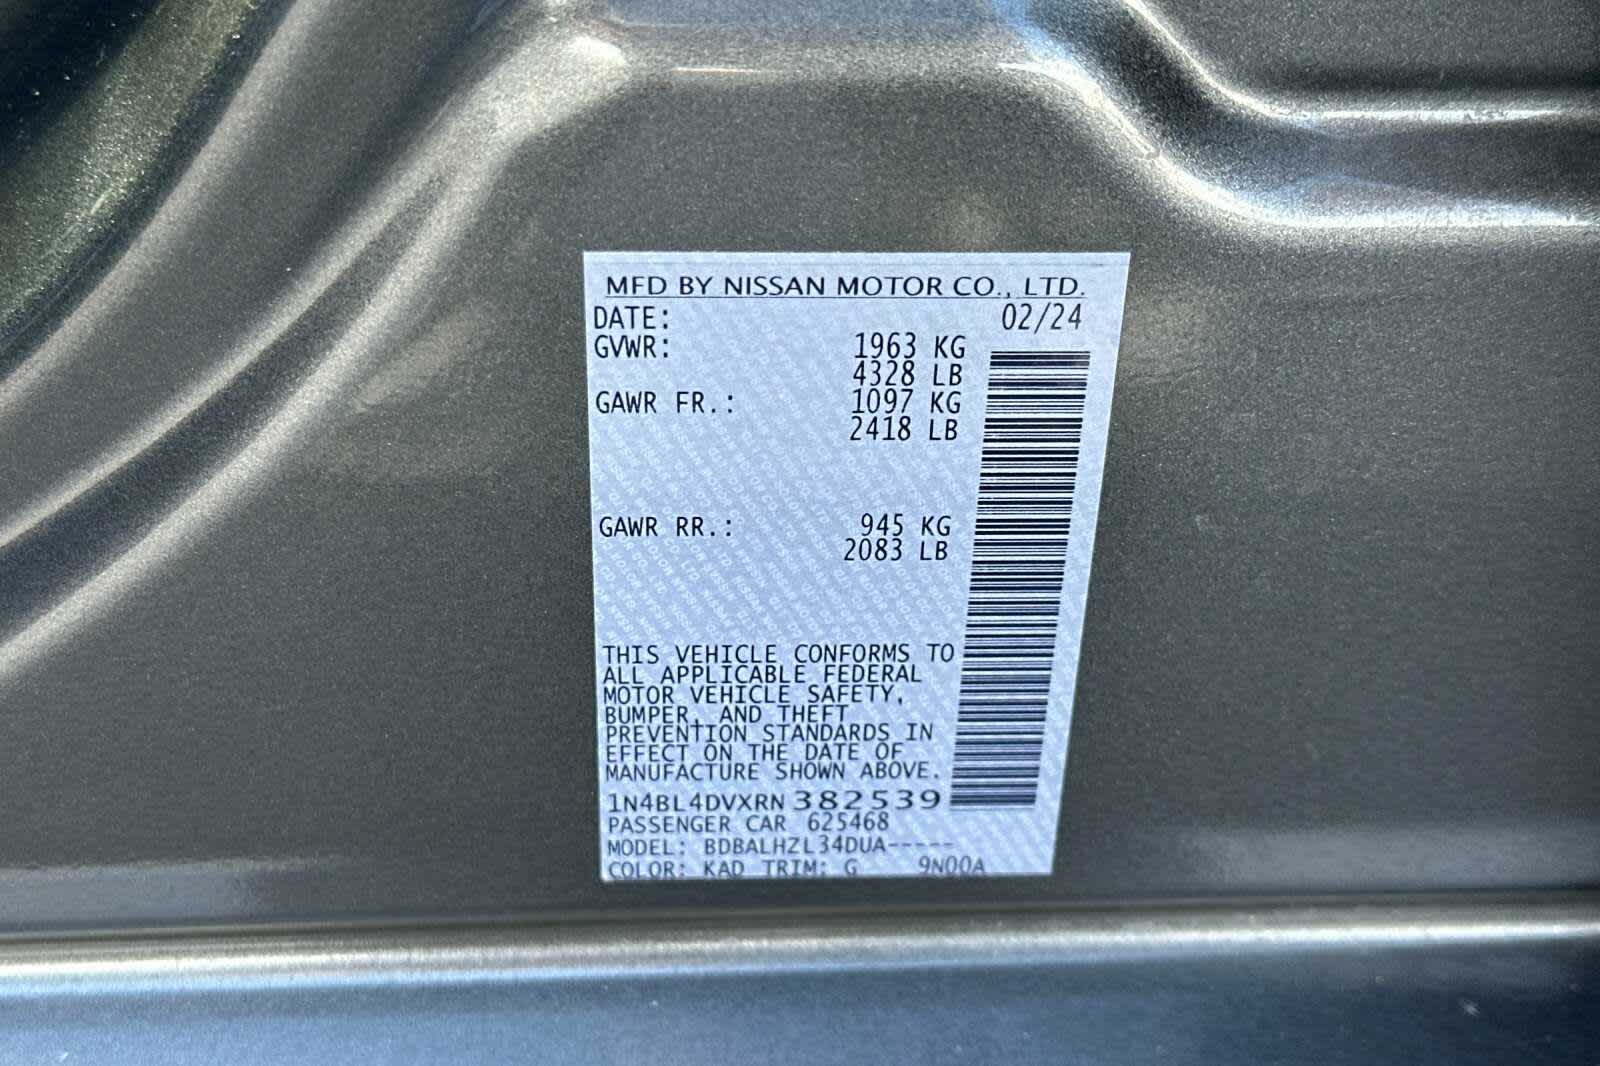 MFD BY NISSAN MOTOR CO., LTD.
DATE: 02/24
GVWR: 1963 KG
4328 LB
GAWR FR.: 1097 KG
2418 LB
GAWR RR.: 945 KG
2083 LB
THIS VEHICLE CONFORMS TO
ALL APPLICABLE FEDERAL
MOTOR VEHICLE SAFETY,
BUMPER, AND THEFT
PREVENTION STANDARDS IN
EFFECT ON THE DATE OF
MANUFACTURE SHOWN ABOVE.
1N4BL4DVXRN382539
PASSENGER CAR 625468
MODEL: BDBALHZL34DUA-----
COLOR: KAD TRIM: G 9N00A